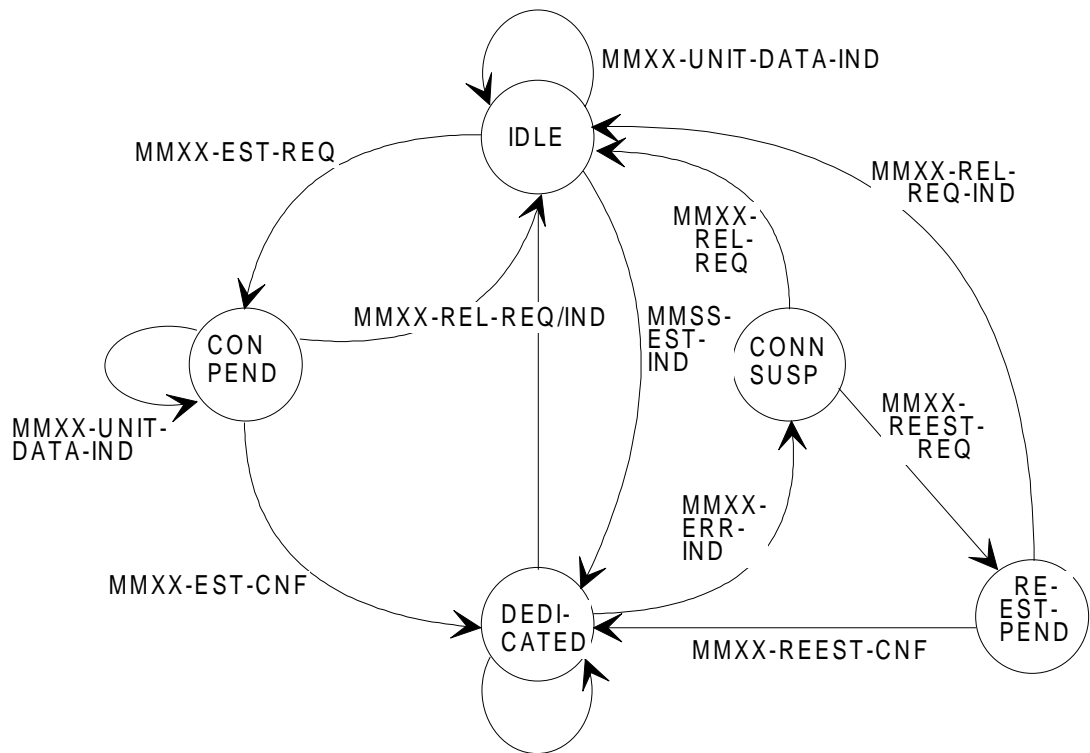 MMXX-UNIT-DATA-IND
IDLE
MMXX-EST-REQ
MMXX-REL-
REQ-IND
MMXX-
REL-
REQ
MMXX-REL-REQ/IND
MMSS-
EST-
IND
CON
PEND
CONN
SUSP
MMXX-UNIT-
DATA-IND
MMXX-
REEST-
REQ
MMXX-
ERR-
IND
MMXX-EST-CNF
DEDI-
CATED
RE-
EST-
PEND
MMXX-REEST-CNF